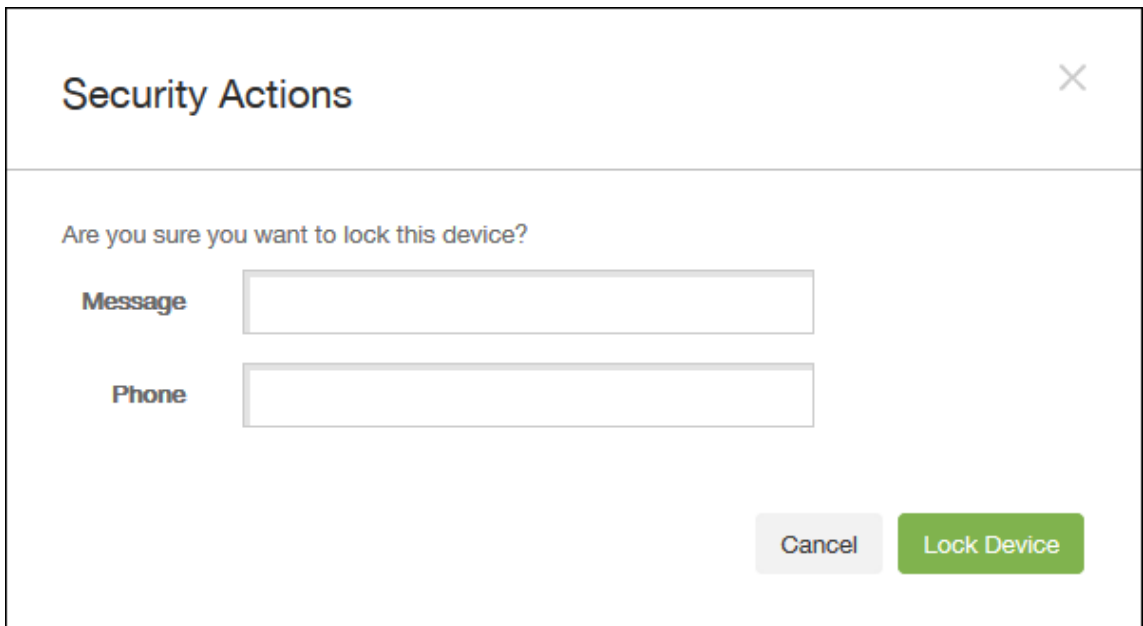 Security Actions
Are you sure you want to lock this device?
Message
Phone
Cancel Lock Device